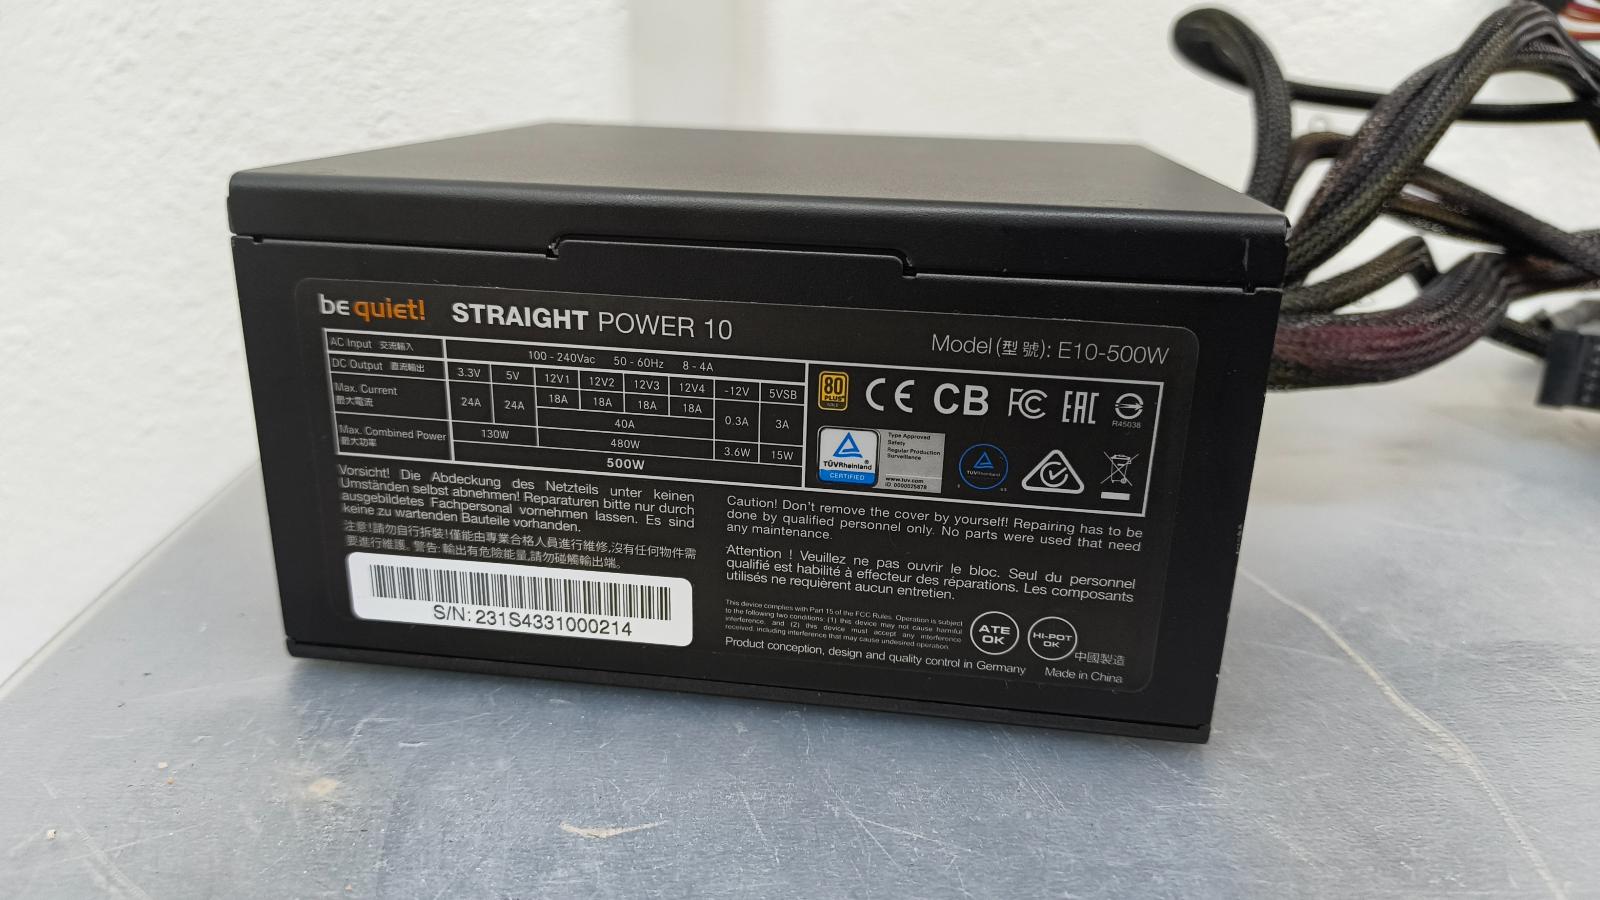 be quiet! STRAIGHT POWER 10
Model (型號): E10-500W
AC Input 交流輸入 100 - 240Vac 50 - 60Hz 8 - 4A
DC Output 直流輸出 3.3V 5V 12V1 12V2 12V3 12V4 -12V 5VSB
Max. Current 最大電流 24A 24A 18A 18A 18A 18A 0.3A 3A
40A
Max. Combined Power 最大功率 130W 480W 3.6W 15W
500W
80 PLUS GOLD
CE CB FC EAC
R45038
TÜVRheinland
CERTIFIED
Type Approved
Safety
Regular Production
Surveillance
www.tuv.com
ID 0000025878
TÜVRheinland
Vorsicht! Die Abdeckung des Netzteils unter keinen
Umständen selbst abnehmen! Reparaturen bitte nur durch
ausgebildetes Fachpersonal vornehmen lassen. Es sind
keine zu wartenden Bauteile vorhanden.
注意!請勿自行拆裝!僅能由專業合格人員進行維修,沒有任何物件需
要進行維護。警告: 輸出有危險能量,請勿碰觸輸出端。
S/N: 231S4331000214
Caution! Don't remove the cover by yourself! Repairing has to be
done by qualified personnel only. No parts were used that need
any maintenance.
Attention ! Veuillez ne pas ouvrir le bloc. Seul du personnel
qualifié est habilité à effecteur des réparations. Les composants
utilisés ne requièrent aucun entretien.
This device complies with Part 15 of the FCC Rules. Operation is subject
to the following two conditions: (1) this device may not cause harmful
interference, and (2) this device must accept any interference
received, including interference that may cause undesired operation.
ATE
OK
HI-POT
OK
中國製造
Product conception, design and quality control in Germany Made in China